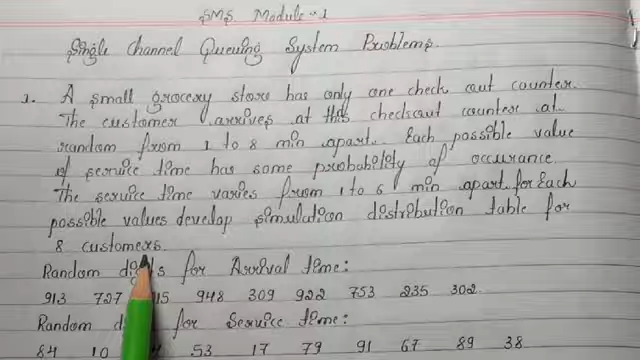 SMS Module-1
Single Channel Queuing System Problems.
1. A small grocery store has only one check out counter.
The customer arrives at this checkout counter at
random from 1 to 8 min apart. Each possible value
of service time has some probability of occurance
The service time varies from 1 to 6 min apart. for Each
possible values develop simulation distribution table for
8 customers.
Random digits for Arrival time:
913 727 15 948 309 922 753 235 302
Random for Service time:
84 10 53 17 79 91 67 89 38